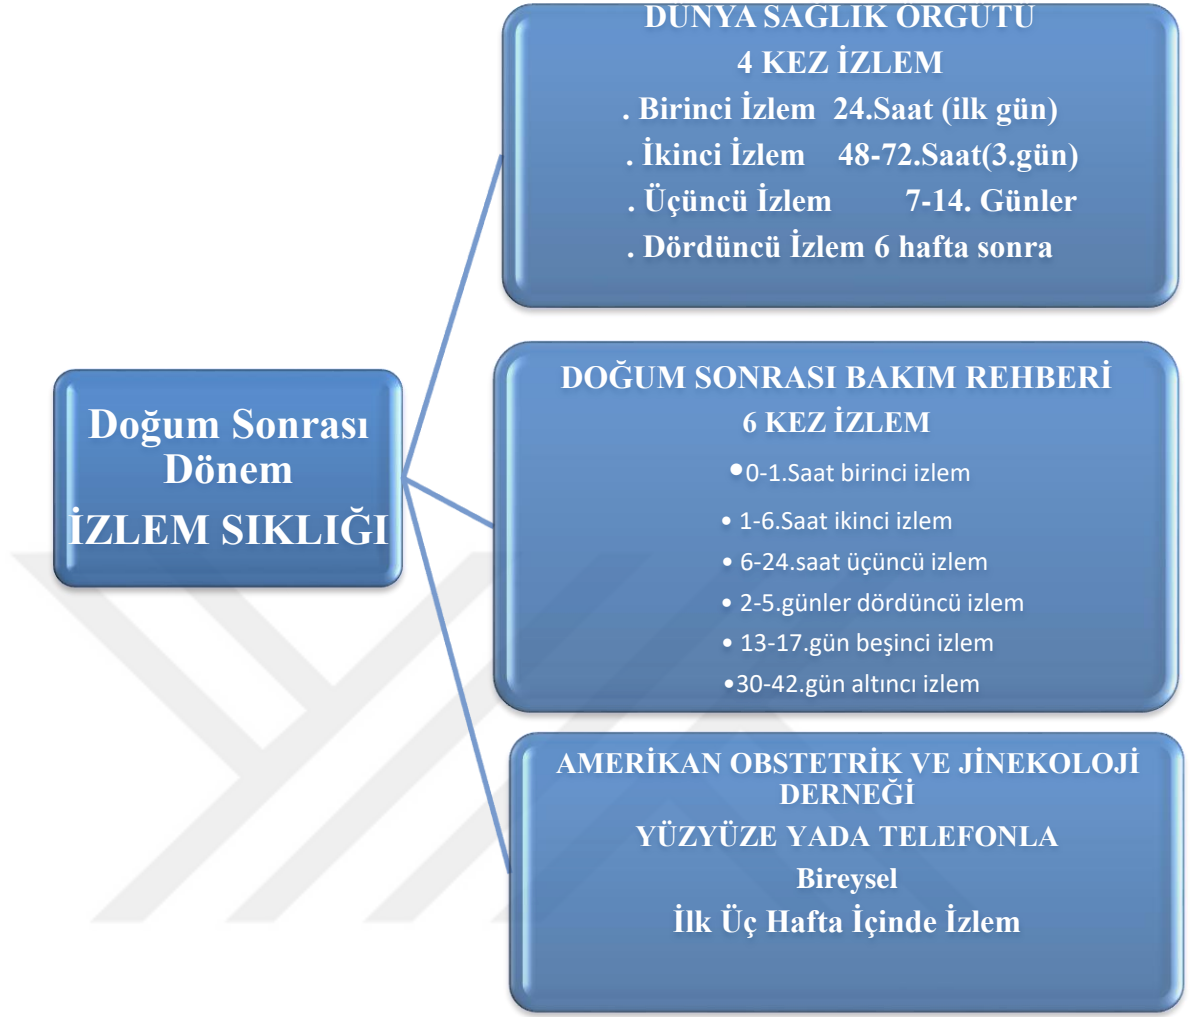 DÜNYA SAĞLIK ÖRGÜTÜ
4 KEZ İZLEM
. Birinci İzlem 24.Saat (ilk gün)
. İkinci İzlem 48-72.Saat(3.gün)
. Üçüncü İzlem 7-14. Günler
. Dördüncü İzlem 6 hafta sonra
Doğum Sonrası
Dönem
İZLEM SIKLIĞI
DOĞUM SONRASI BAKIM REHBERİ
6 KEZ İZLEM
•0-1.Saat birinci izlem
• 1-6.Saat ikinci izlem
• 6-24.saat üçüncü izlem
• 2-5.günler dördüncü izlem
• 13-17.gün beşinci izlem
•30-42.gün altıncı izlem
AMERİKAN OBSTETRİK VE JİNEKOLOJİ
DERNEĞİ
YÜZYÜZE YADA TELEFONLA
Bireysel
İlk Üç Hafta İçinde İzlem